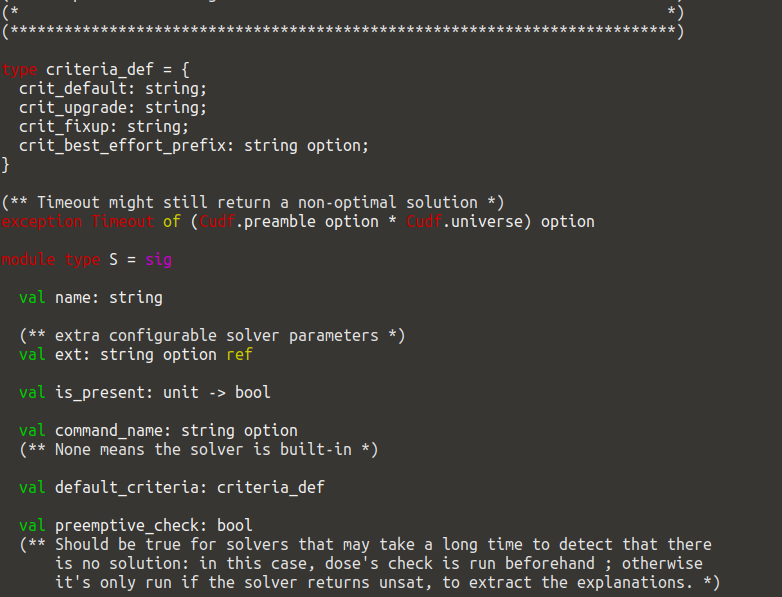 (*                                                                        *)
(**************************************************************************)
type criteria_def = {
  crit_default: string;
  crit_upgrade: string;
  crit_fixup: string;
  crit_best_effort_prefix: string option;
}
(** Timeout might still return a non-optimal solution *)
exception Timeout of (Cudf.preamble option * Cudf.universe) option
module type S = sig
  val name: string
  (** extra configurable solver parameters *)
  val ext: string option ref
  val is_present: unit -> bool
  val command_name: string option
  (** None means the solver is built-in *)
  val default_criteria: criteria_def
  val preemptive_check: bool
  (** Should be true for solvers that may take a long time to detect that there
      is no solution: in this case, dose's check is run beforehand ; otherwise
      it's only run if the solver returns unsat, to extract the explanations. *)